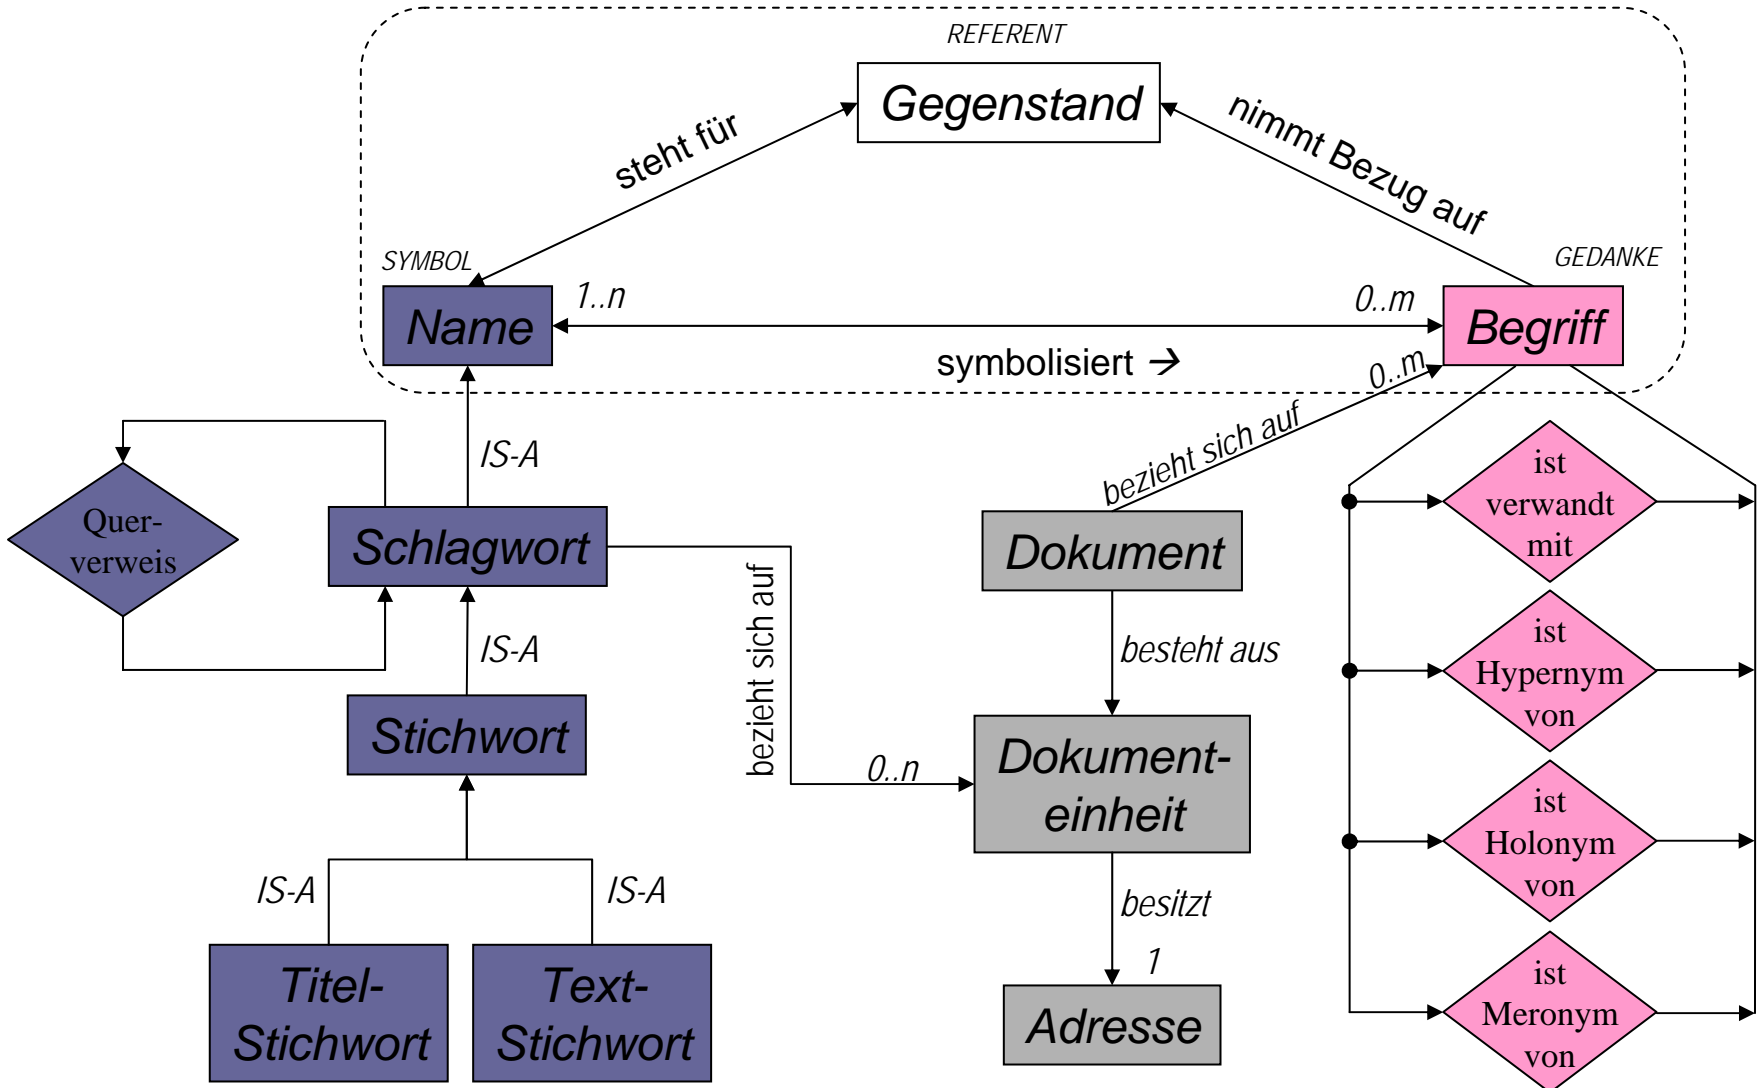 REFERENT
Gegenstand
steht für
nimmt Bezug auf
SYMBOL
GEDANKE
Name
1..n
0..m
Begriff
symbolisiert →
0..m
bezieht sich auf
IS-A
Quer-
verweis
Schlagwort
bezieht sich auf
Dokument
ist
verwandt
mit
IS-A
besteht aus
ist
Hypernym
von
Stichwort
0..n
Dokument-
einheit
ist
Holonym
von
IS-A
IS-A
besitzt
1
Titel-
Stichwort
Text-
Stichwort
Adresse
ist
Meronym
von